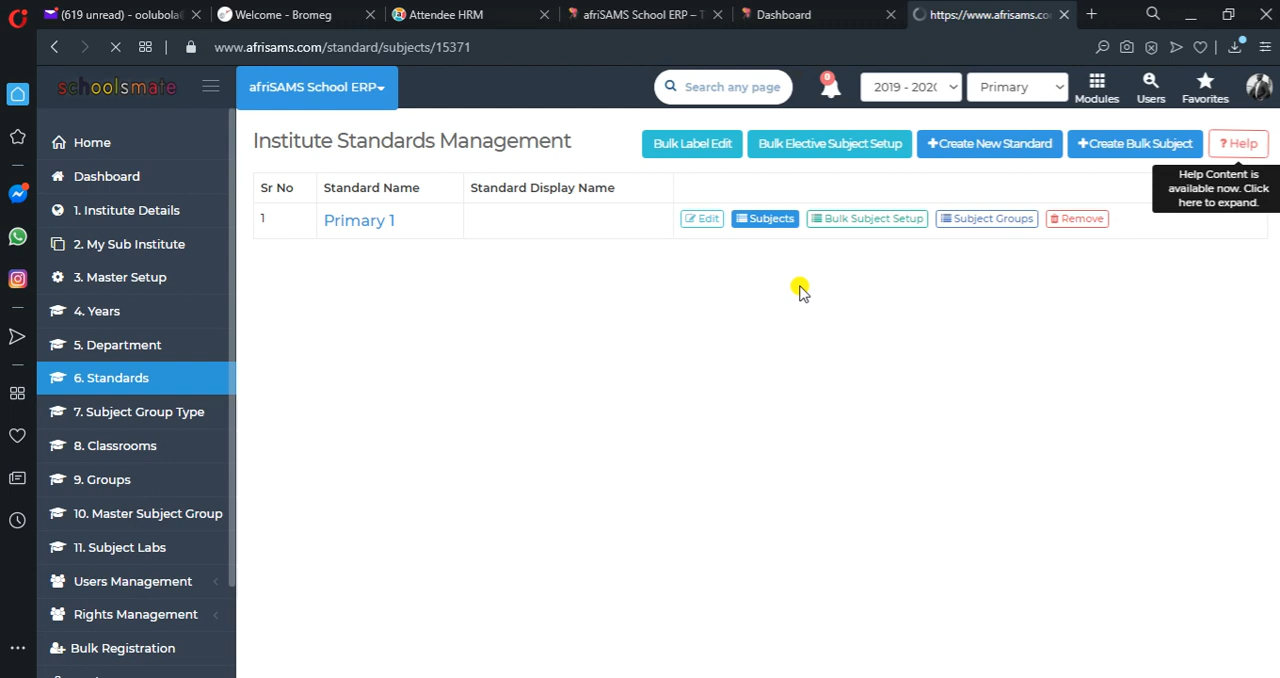 (619 unread) - oolubola
Welcome - Bromeg
Attendee HRM
afriSAMS School ERP – T
Dashboard
https://www.afrisams.co
www.afrisams.com/standard/subjects/15371
schoolsmate
afriSAMS School ERP
Search any page
0
2019 - 202(
Primary
Modules
Users
Favorites
Home
Dashboard
1. Institute Details
2. My Sub Institute
3. Master Setup
4. Years
5. Department
6. Standards
7. Subject Group Type
8. Classrooms
9. Groups
10. Master Subject Group
11. Subject Labs
Users Management
Rights Management
Bulk Registration
Institute Standards Management
Bulk Label Edit
Bulk Elective Subject Setup
+Create New Standard
+Create Bulk Subject
? Help
Help Content is
available now. Click
here to expand.
Sr No
Standard Name
Standard Display Name
1
Primary 1
Edit
Subjects
Bulk Subject Setup
Subject Groups
Remove